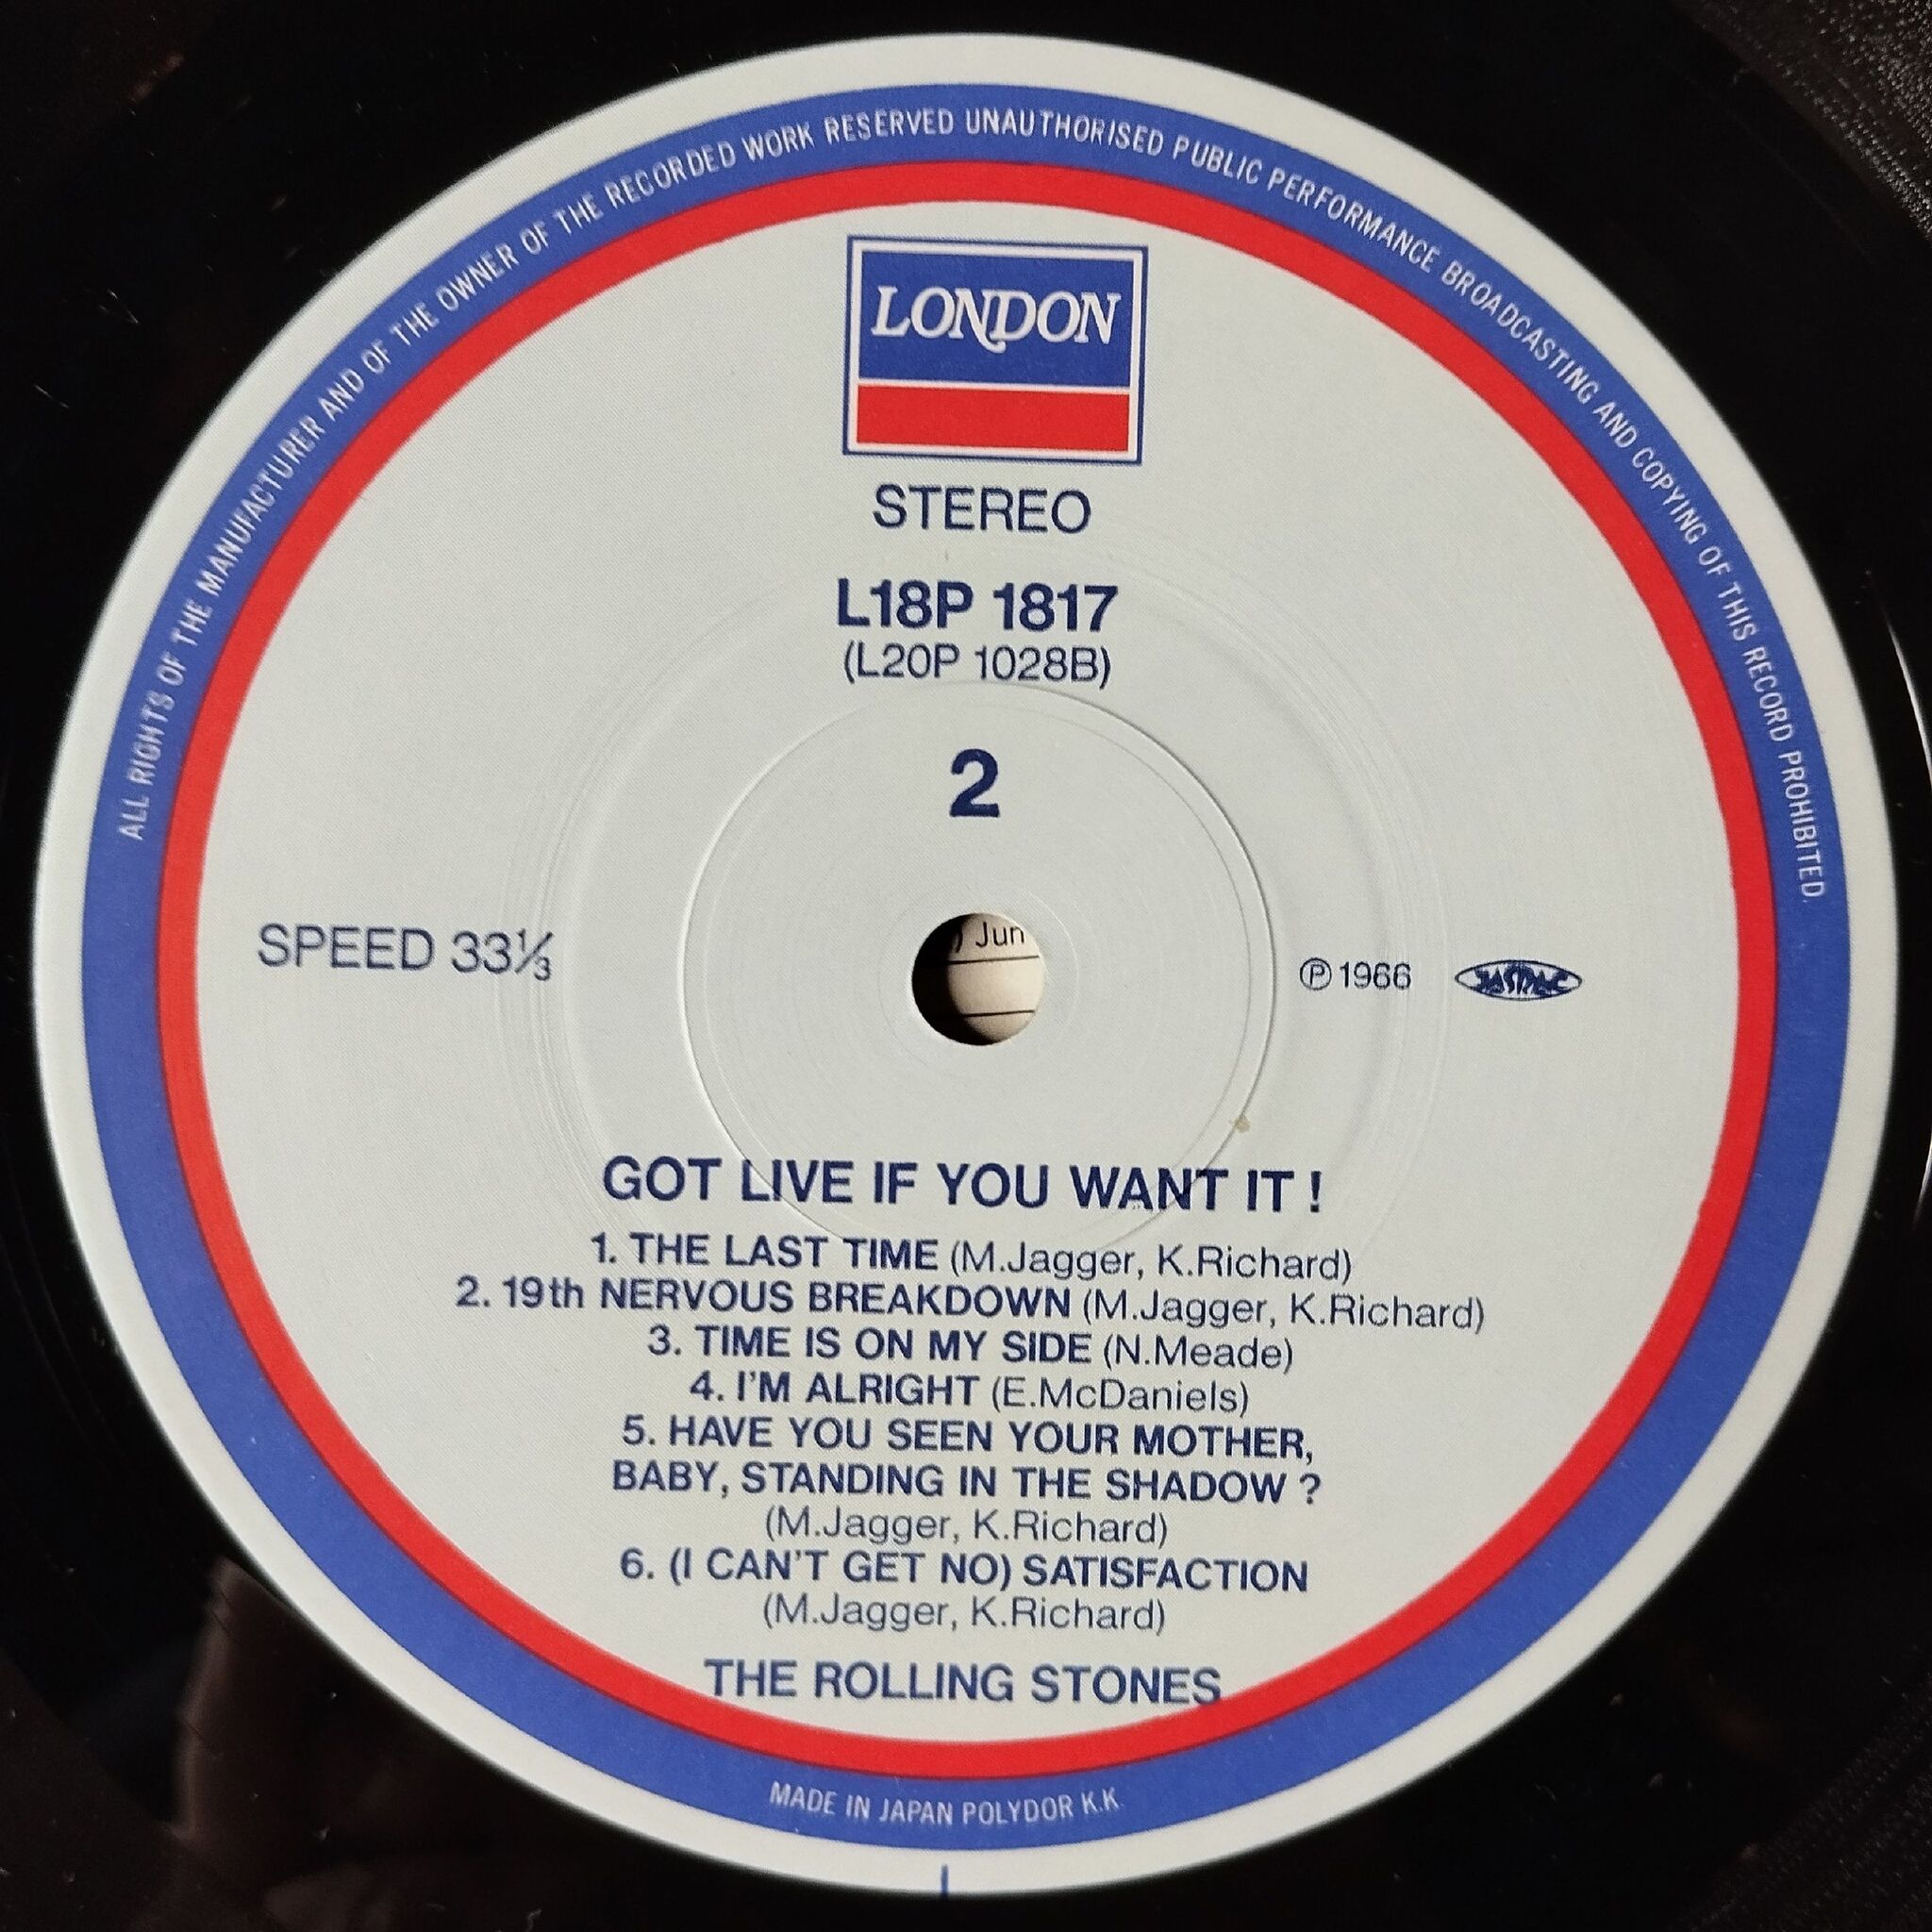 ALL RIGHTS OF THE MANUFACTURER AND OF THE OWNER OF THE RECORDED WORK RESERVED UNAUTHORISED PUBLIC PERFORMANCE BROADCASTING AND COPYING OF THIS RECORD PROHIBITED.
LONDON
STEREO
L18P 1817
(L20P 1028B)
2
SPEED 33⅓
) Jun
℗1966
JASRAC
GOT LIVE IF YOU WANT IT !
1. THE LAST TIME (M.Jagger, K.Richard)
2. 19th NERVOUS BREAKDOWN (M.Jagger, K.Richard)
3. TIME IS ON MY SIDE (N.Meade)
4. I'M ALRIGHT (E.McDaniels)
5. HAVE YOU SEEN YOUR MOTHER,
BABY, STANDING IN THE SHADOW ?
(M.Jagger, K.Richard)
6. (I CAN'T GET NO) SATISFACTION
(M.Jagger, K.Richard)
THE ROLLING STONES
MADE IN JAPAN POLYDOR K.K.